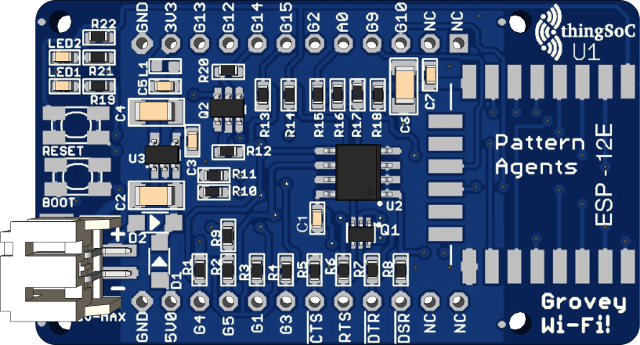 GND 3V3 G13 G12 G14 G15 G2 A0 G9 G10 NC NC
thingSoC
U1
R22
LED2
R21
LED1
R19
L1
C5
R20
Q2
C4
R13 R14 R15 R16 R17 R18
C6
C7
RESET
U3
C3
R12
Pattern
Agents
ESP -12E
R11
R10
BOOT
C2
U2
C1
Q1
+
D2
R9
-
D1
R1 R2 R3 R4 R5 R6 R7 R8
V-MAX
Grovey
Wi-Fi!
GND 5V0 G4 G5 G1 G3 CTS RTS DTR DSR NC NC